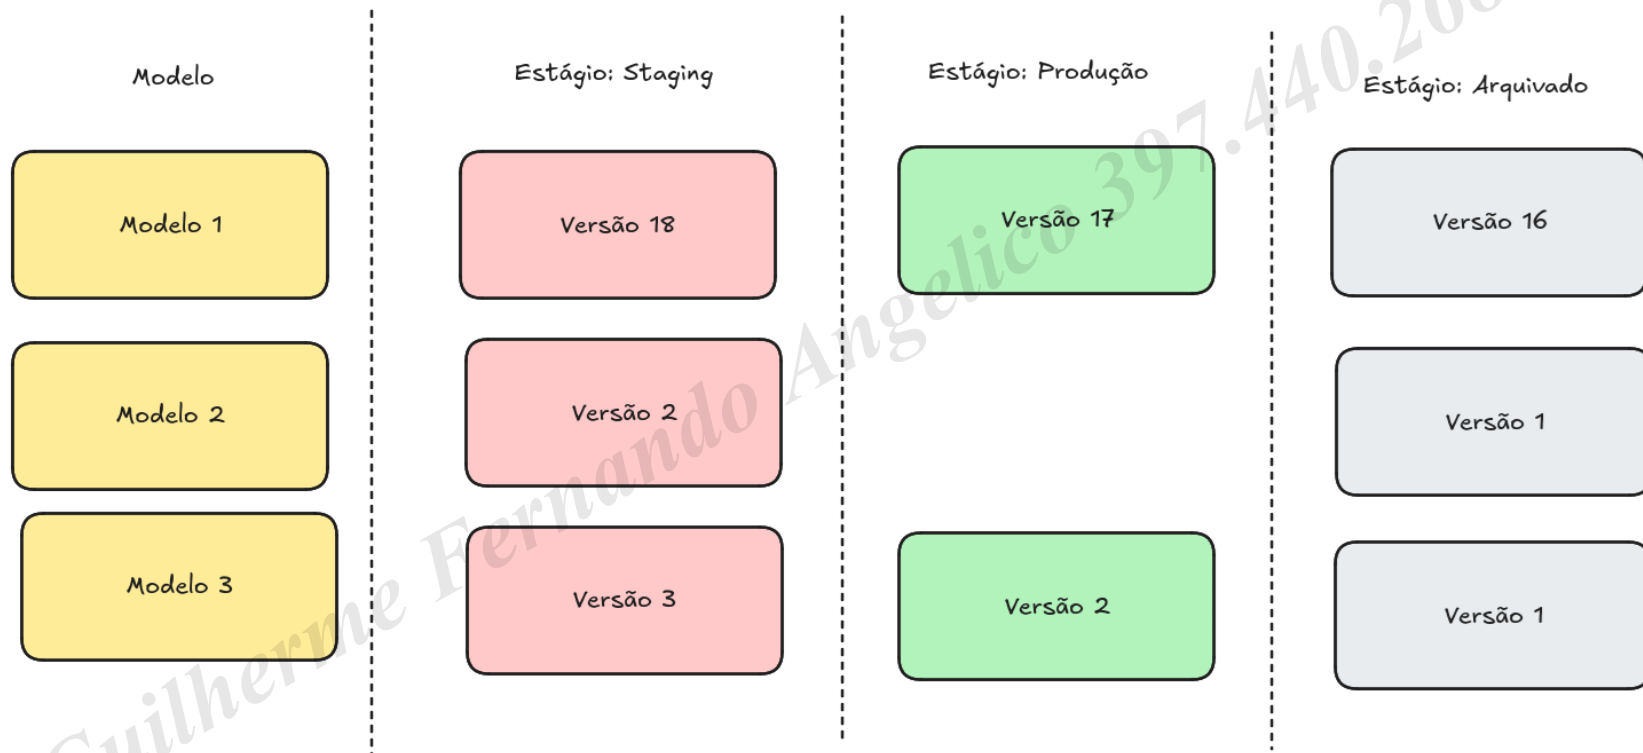 Modelo
Estágio: Staging
Estágio: Produção
Estágio: Arquivado
Modelo 1
Versão 18
Versão 17
Versão 16
Modelo 2
Versão 2
Versão 1
Modelo 3
Versão 3
Versão 2
Versão 1
Guilherme Fernando Angelico 397.440.